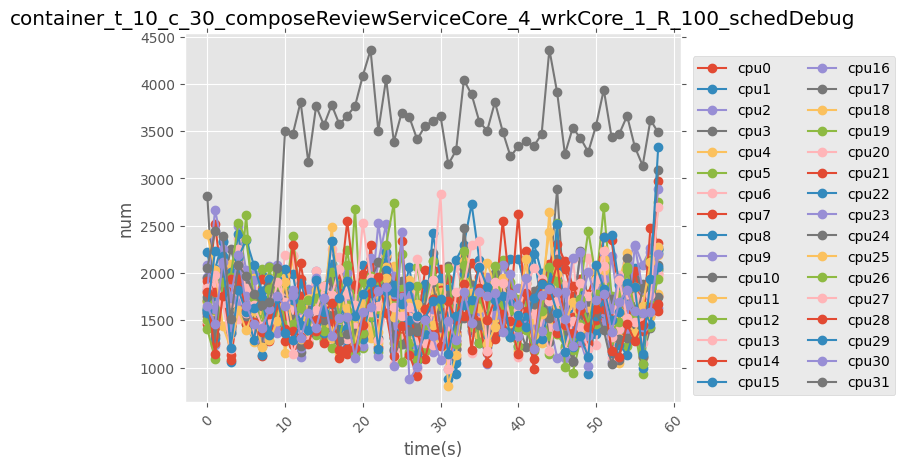 container_t_10_c_30_composeReviewServiceCore_4_wrkCore_1_R_100_schedDebug
num
4500
4000
3500
3000
2500
2000
1500
1000
0
10
20
30
40
50
60
time(s)
cpu0
cpu1
cpu2
cpu3
cpu4
cpu5
cpu6
cpu7
cpu8
cpu9
cpu10
cpu11
cpu12
cpu13
cpu14
cpu15
cpu16
cpu17
cpu18
cpu19
cpu20
cpu21
cpu22
cpu23
cpu24
cpu25
cpu26
cpu27
cpu28
cpu29
cpu30
cpu31